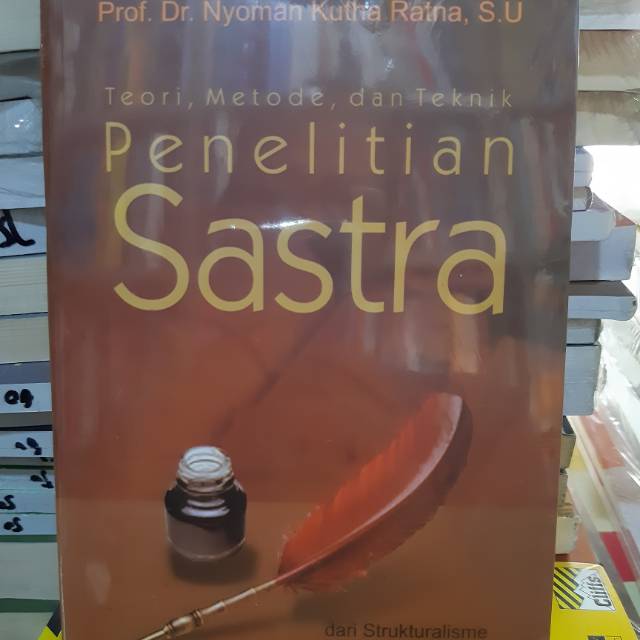 Prof. Dr. Nyoman Kutha Ratna, S.U
Teori, Metode, dan Teknik
Penelitian
Sastra
dari Strukturalisme